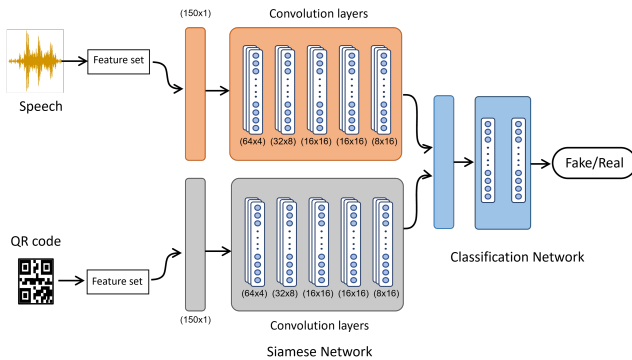 (150x1)
Convolution layers
Feature set
Speech
(64x4) (32x8) (16x16) (16x16) (8x16)
Fake/Real
QR code
Classification Network
Feature set
(64x4) (32x8) (16x16) (16x16) (8x16)
(150x1)
Convolution layers
Siamese Network